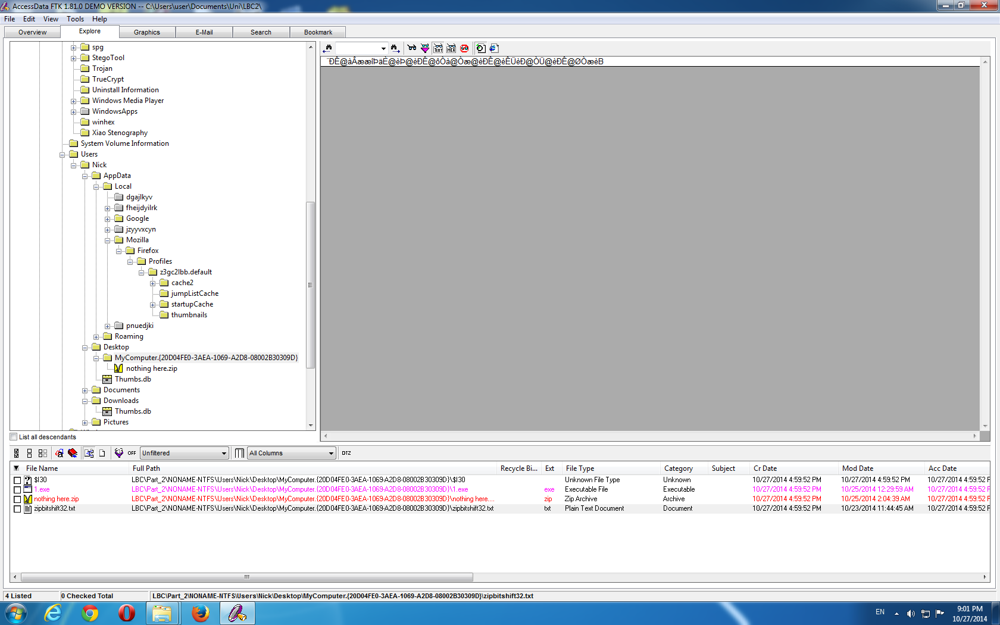 AccessData FTK 1.81.0 DEMO VERSION -- C:\Users\user\Documents\Uni\LBC2\
File Edit View Tools Help
Overview Explore Graphics E-Mail Search Bookmark
spg
StegoTool
Trojan
TrueCrypt
Uninstall Information
Windows Media Player
WindowsApps
winhex
Xiao Stenography
System Volume Information
Users
Nick
AppData
Local
dgajlkyv
fheijdyilrk
Google
jzyyvxcyn
Mozilla
Firefox
Profiles
z3gc2lbb.default
cache2
jumpListCache
startupCache
thumbnails
pnuedjki
Roaming
Desktop
MyComputer.{20D04FE0-3AEA-1069-A2D8-08002B30309D}
nothing here.zip
Thumbs.db
Documents
Downloads
Thumbs.db
Pictures
List all descendants
TEXT HEX
¨ÐÊ@àÂææîÞäÈ@èÞ@èÐÊ@ôÒà@Òæ@èÐÊ@èÊÜèÐ@ÒÜ@èÐÊ@ØÒæèB
OFF Unfiltered All Columns DTZ
File Name Full Path Recycle Bi... Ext File Type Category Subject Cr Date Mod Date Acc Date
$I30 LBC\Part_2\NONAME-NTFS\Users\Nick\Desktop\MyComputer.{20D04FE0-3AEA-1069-A2D8-08002B30309D}\$I30 Unknown File Type Unknown 10/27/2014 4:59:52 PM 10/27/2014 4:59:52 PM 10/27/2014 4:59:52 P
1.exe LBC\Part_2\NONAME-NTFS\Users\Nick\Desktop\MyComputer.{20D04FE0-3AEA-1069-A2D8-08002B30309D}\1.exe exe Executable File Executable 10/27/2014 4:59:52 PM 10/25/2014 12:29:59 AM 10/27/2014 4:59:52 P
nothing here.zip LBC\Part_2\NONAME-NTFS\Users\Nick\Desktop\MyComputer.{20D04FE0-3AEA-1069-A2D8-08002B30309D}\nothing here.... zip Zip Archive Archive 10/27/2014 4:59:52 PM 10/25/2014 2:04:39 AM 10/27/2014 4:59:52 P
zipbitshift32.txt LBC\Part_2\NONAME-NTFS\Users\Nick\Desktop\MyComputer.{20D04FE0-3AEA-1069-A2D8-08002B30309D}\zipbitshift32.txt txt Plain Text Document Document 10/27/2014 4:59:52 PM 10/23/2014 11:44:45 AM 10/27/2014 4:59:52 P
4 Listed 0 Checked Total LBC\Part_2\NONAME-NTFS\Users\Nick\Desktop\MyComputer.{20D04FE0-3AEA-1069-A2D8-08002B30309D}\zipbitshift32.txt
EN 9:01 PM
10/27/2014